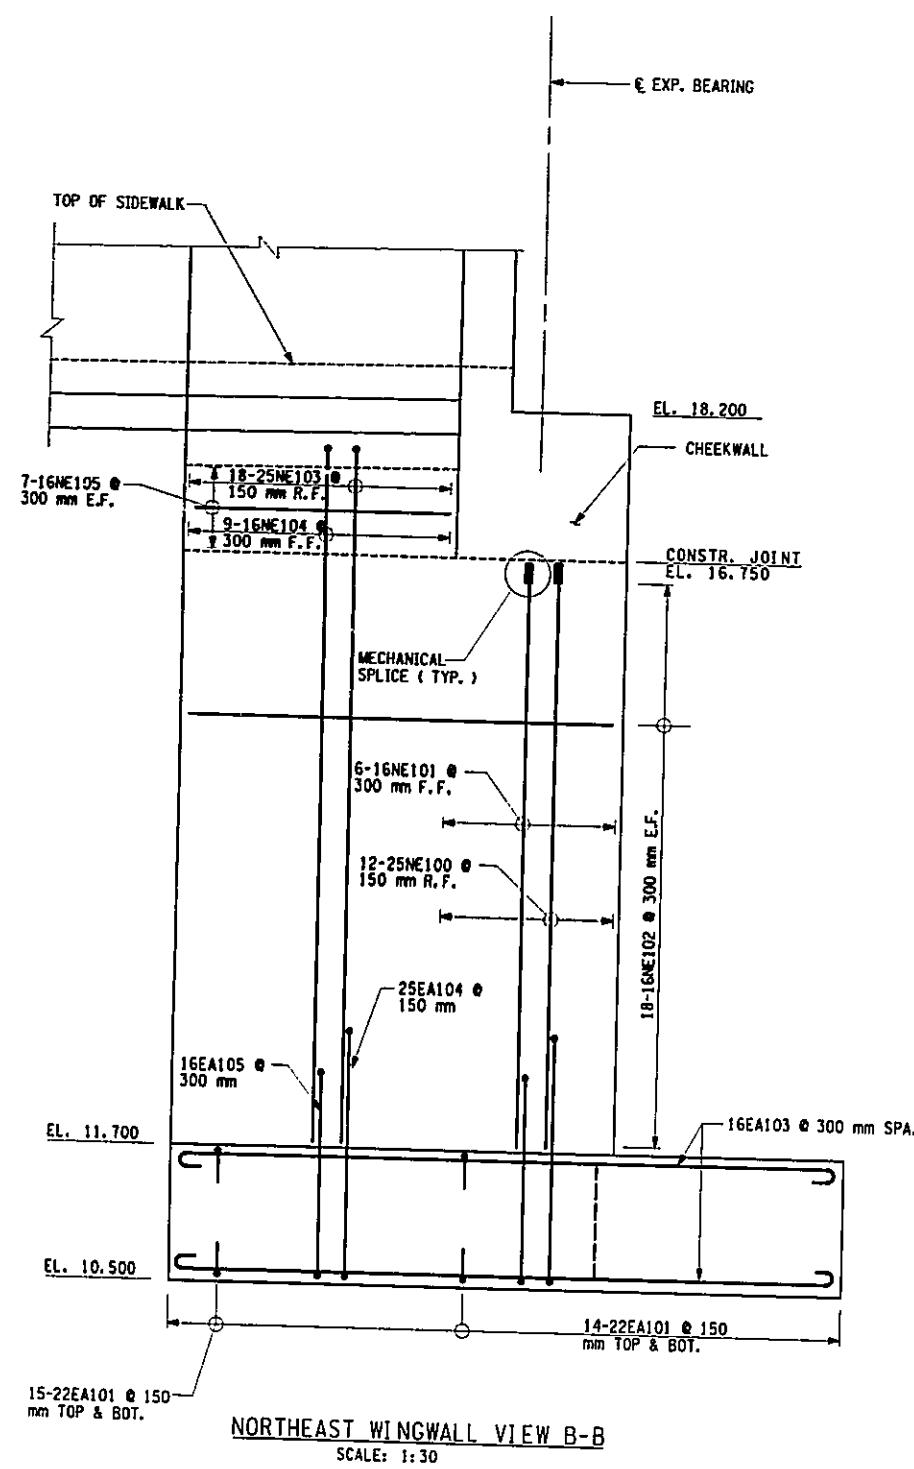 ℄ EXP. BEARING
TOP OF SIDEWALK
EL. 18.200
CHEEKWALL
7-16NE105 @
300 mm E.F.
18-25NE103 @
150 mm R.F.
9-16NE104 @
300 mm F.F.
CONSTR. JOINT
EL. 16.750
MECHANICAL
SPLICE ( TYP. )
6-16NE101 @
300 mm F.F.
12-25NE100 @
150 mm R.F.
18-16NE102 @ 300 mm E.F.
25EA104 @
150 mm
16EA105 @
300 mm
EL. 11.700
16EA103 @ 300 mm SPA.
EL. 10.500
14-22EA101 @ 150
mm TOP & BOT.
15-22EA101 @ 150
mm TOP & BOT.
NORTHEAST WINGWALL VIEW B-B
SCALE: 1:30